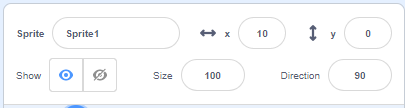 Sprite Sprite1 x 10 y 0
Show Size 100 Direction 90